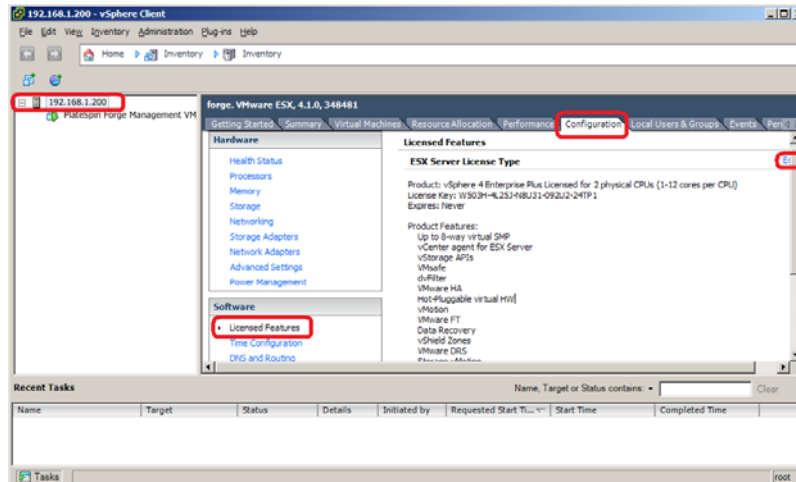 192.168.1.200 - vSphere Client
File Edit View Inventory Administration Plug-ins Help
Home Inventory Inventory
192.168.1.200
PlateSpin Forge Management VM
forge. VMware ESX, 4.1.0, 348481
Getting Started Summary Virtual Machines Resource Allocation Performance Configuration Local Users & Groups Events
Hardware
Health Status
Processors
Memory
Storage
Networking
Storage Adapters
Network Adapters
Advanced Settings
Power Management
Software
Licensed Features
Time Configuration
DNS and Routing
Licensed Features
ESX Server License Type
Product: vSphere 4 Enterprise Plus Licensed for 2 physical CPUs (1-12 cores per CPU)
Expires: Never
Product Features:
Up to 8-way virtual SMP
vCenter agent for ESX Server
vStorage APIs
VMsafe
dvFilter
VMware HA
Hot-Pluggable virtual HW
vMotion
VMware FT
Data Recovery
vShield Zones
VMware DRS
Storage vMotion
Recent Tasks
Name, Target or Status contains:
Clear
Name Target Status Details Initiated by Requested Start Ti... Start Time Completed Time
Tasks
root